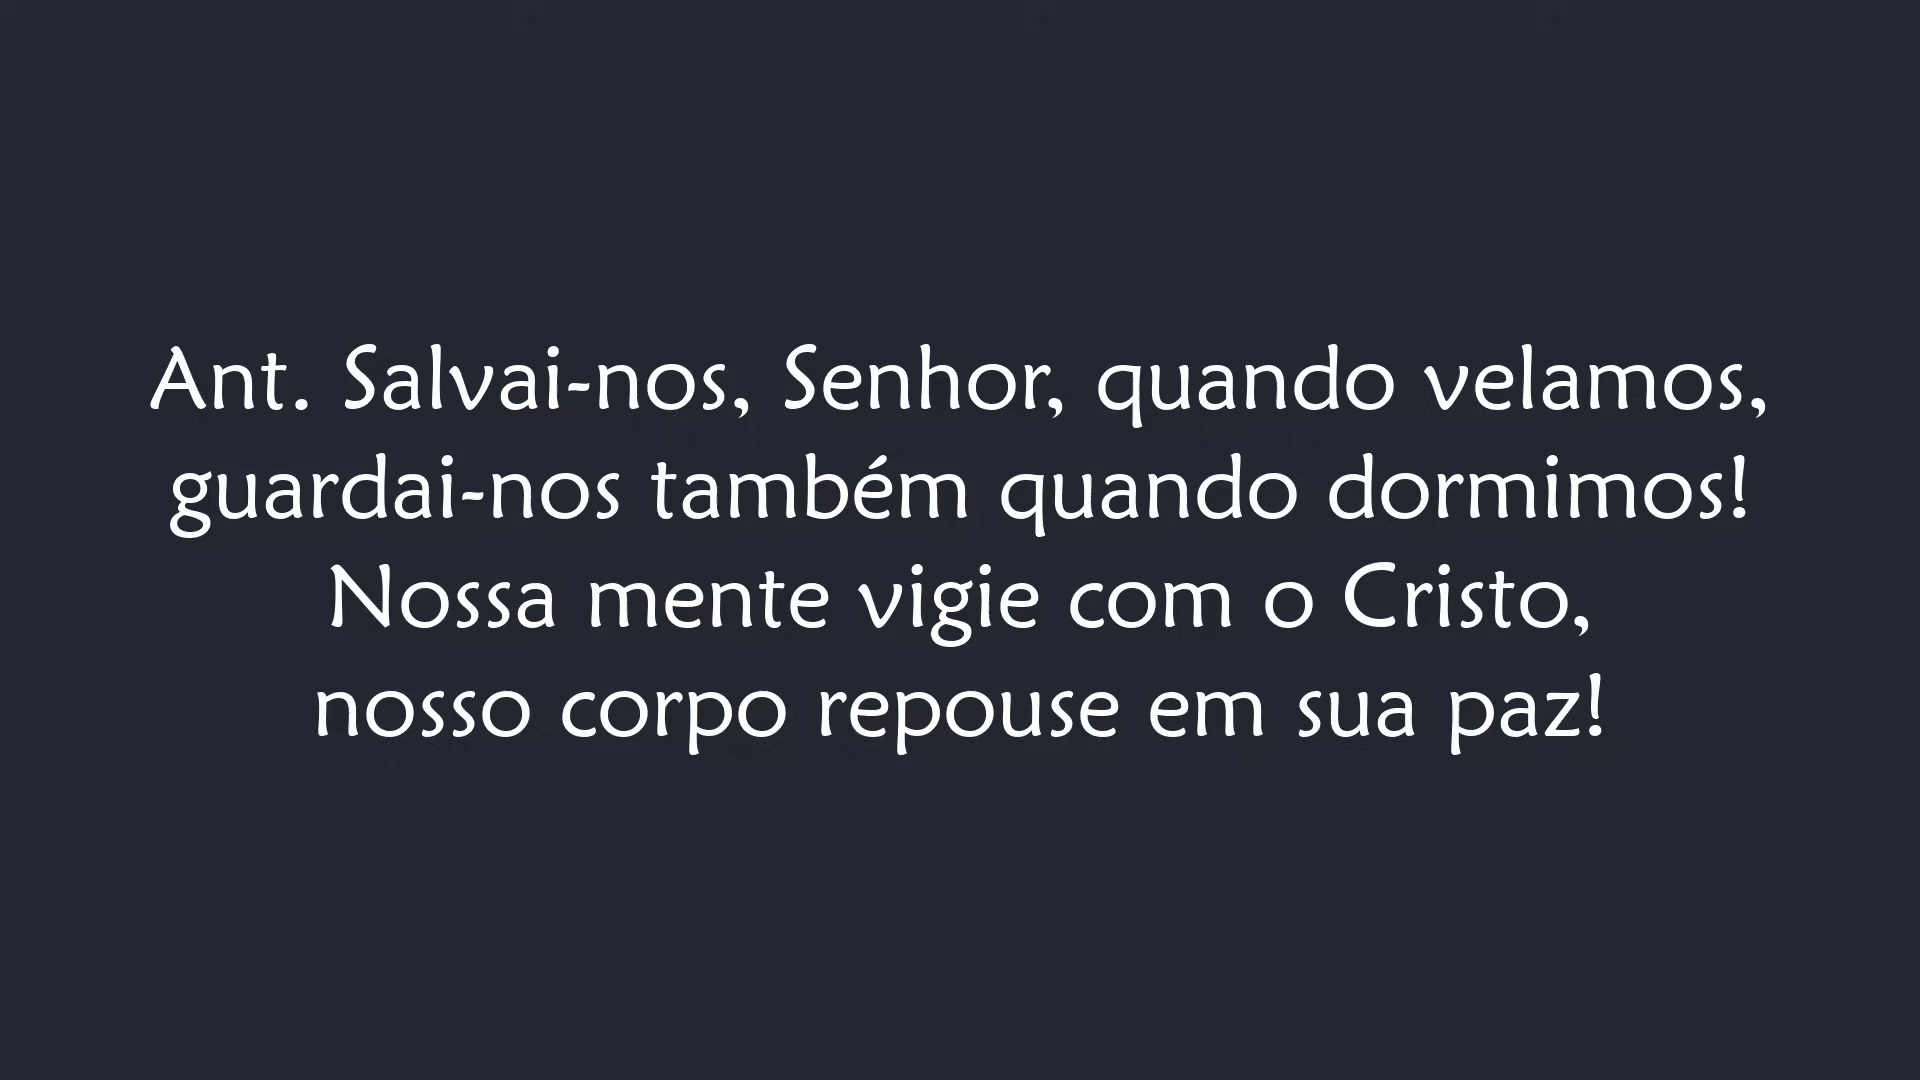 Ant. Salvai-nos, Senhor, quando velamos,
guardai-nos também quando dormimos!
Nossa mente vigie com o Cristo,
nosso corpo repouse em sua paz!